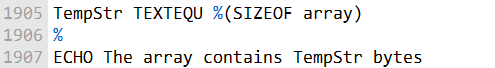 1905 TempStr TEXTEQU %(SIZEOF array)
1906 %
1907 ECHO The array contains TempStr bytes